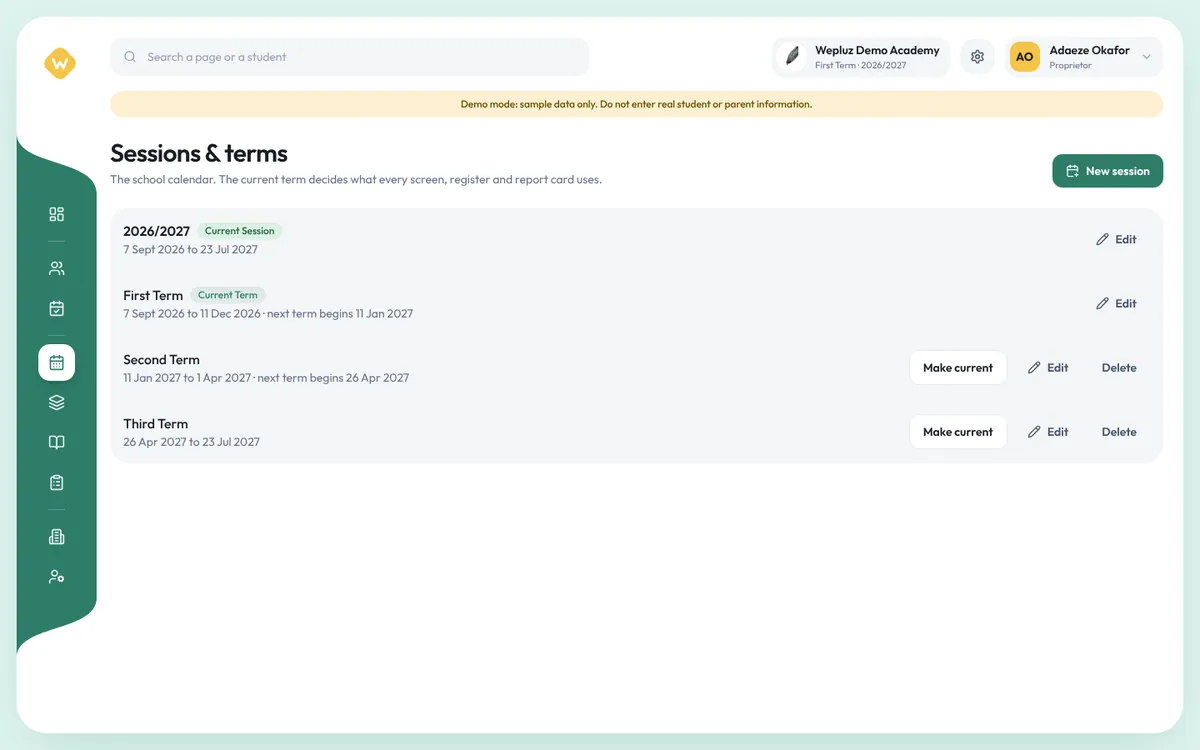 W
Search a page or a student
Wepluz Demo Academy
First Term · 2026/2027
AO
Adaeze Okafor
Proprietor
Demo mode: sample data only. Do not enter real student or parent information.
Sessions & terms
The school calendar. The current term decides what every screen, register and report card uses.
New session
2026/2027 Current Session
7 Sept 2026 to 23 Jul 2027
Edit
First Term Current Term
7 Sept 2026 to 11 Dec 2026 · next term begins 11 Jan 2027
Edit
Second Term
11 Jan 2027 to 1 Apr 2027 · next term begins 26 Apr 2027
Make current Edit Delete
Third Term
26 Apr 2027 to 23 Jul 2027
Make current Edit Delete